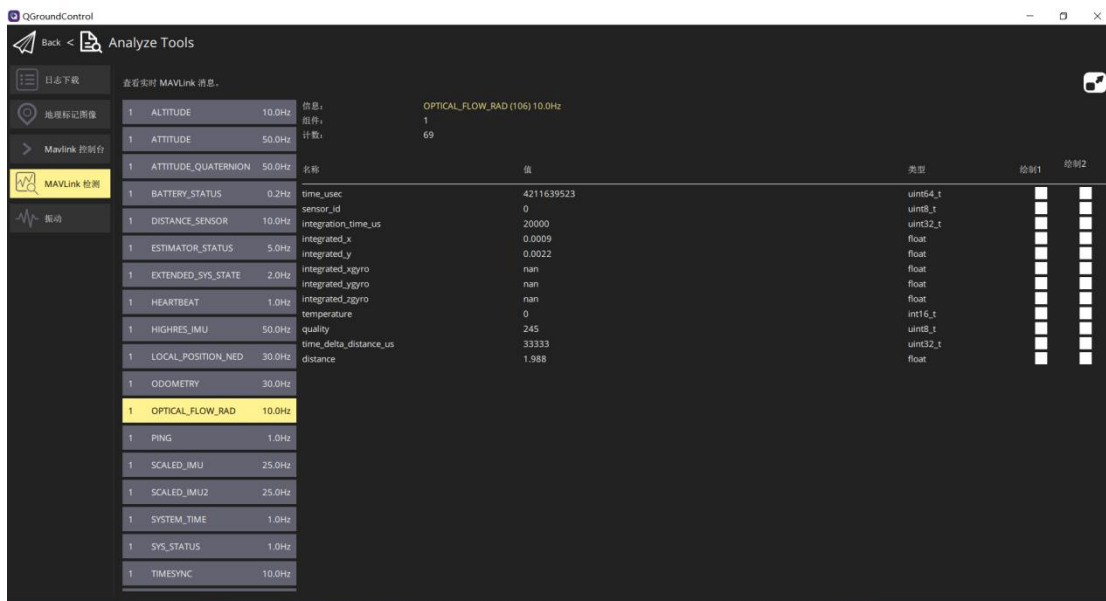 QGroundControl
Back < Analyze Tools
日志下载
地理标记图像
Mavlink 控制台
MAVLink 检测
振动
查看实时 MAVLink 消息。
1 ALTITUDE 10.0Hz
1 ATTITUDE 50.0Hz
1 ATTITUDE_QUATERNION 50.0Hz
1 BATTERY_STATUS 0.2Hz
1 DISTANCE_SENSOR 10.0Hz
1 ESTIMATOR_STATUS 5.0Hz
1 EXTENDED_SYS_STATE 2.0Hz
1 HEARTBEAT 1.0Hz
1 HIGHRES_IMU 50.0Hz
1 LOCAL_POSITION_NED 30.0Hz
1 ODOMETRY 30.0Hz
1 OPTICAL_FLOW_RAD 10.0Hz
1 PING 1.0Hz
1 SCALED_IMU 25.0Hz
1 SCALED_IMU2 25.0Hz
1 SYSTEM_TIME 1.0Hz
1 SYS_STATUS 1.0Hz
1 TIMESYNC 10.0Hz
信息: OPTICAL_FLOW_RAD (106) 10.0Hz
组件: 1
计数: 69
名称 值 类型 绘制1 绘制2
time_usec 4211639523 uint64_t
sensor_id 0 uint8_t
integration_time_us 20000 uint32_t
integrated_x 0.0009 float
integrated_y 0.0022 float
integrated_xgyro nan float
integrated_ygyro nan float
integrated_zgyro nan float
temperature 0 int16_t
quality 245 uint8_t
time_delta_distance_us 33333 uint32_t
distance 1.988 float